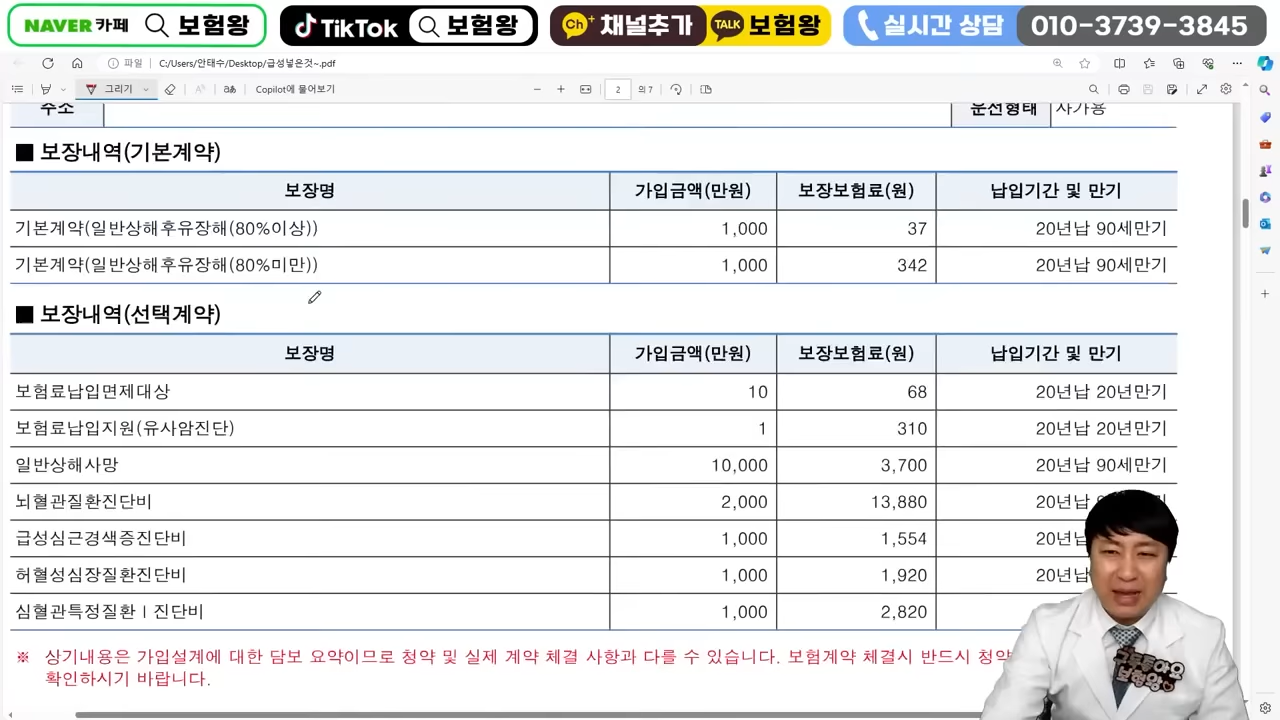 NAVER 카페 보험왕 TikTok 보험왕 Ch+ 채널추가 TALK 보험왕 실시간 상담 010-3739-3845
파일 C:/Users/안태수/Desktop/급성넣은것~.pdf
그리기 Copilot에 물어보기 2 의 7
주소 운전형태 자가용
■ 보장내역(기본계약)
보장명 가입금액(만원) 보장보험료(원) 납입기간 및 만기
기본계약(일반상해후유장해(80%이상)) 1,000 37 20년납 90세만기
기본계약(일반상해후유장해(80%미만)) 1,000 342 20년납 90세만기
■ 보장내역(선택계약)
보장명 가입금액(만원) 보장보험료(원) 납입기간 및 만기
보험료납입면제대상 10 68 20년납 20년만기
보험료납입지원(유사암진단) 1 310 20년납 20년만기
일반상해사망 10,000 3,700 20년납 90세만기
뇌혈관질환진단비 2,000 13,880 20년납
급성심근경색증진단비 1,000 1,554 20년납
허혈성심장질환진단비 1,000 1,920 20년납
심혈관특정질환Ⅰ진단비 1,000 2,820
※ 상기내용은 가입설계에 대한 담보 요약이므로 청약 및 실제 계약 체결 사항과 다를 수 있습니다. 보험계약 체결시 반드시 청약
확인하시기 바랍니다.
보험왕